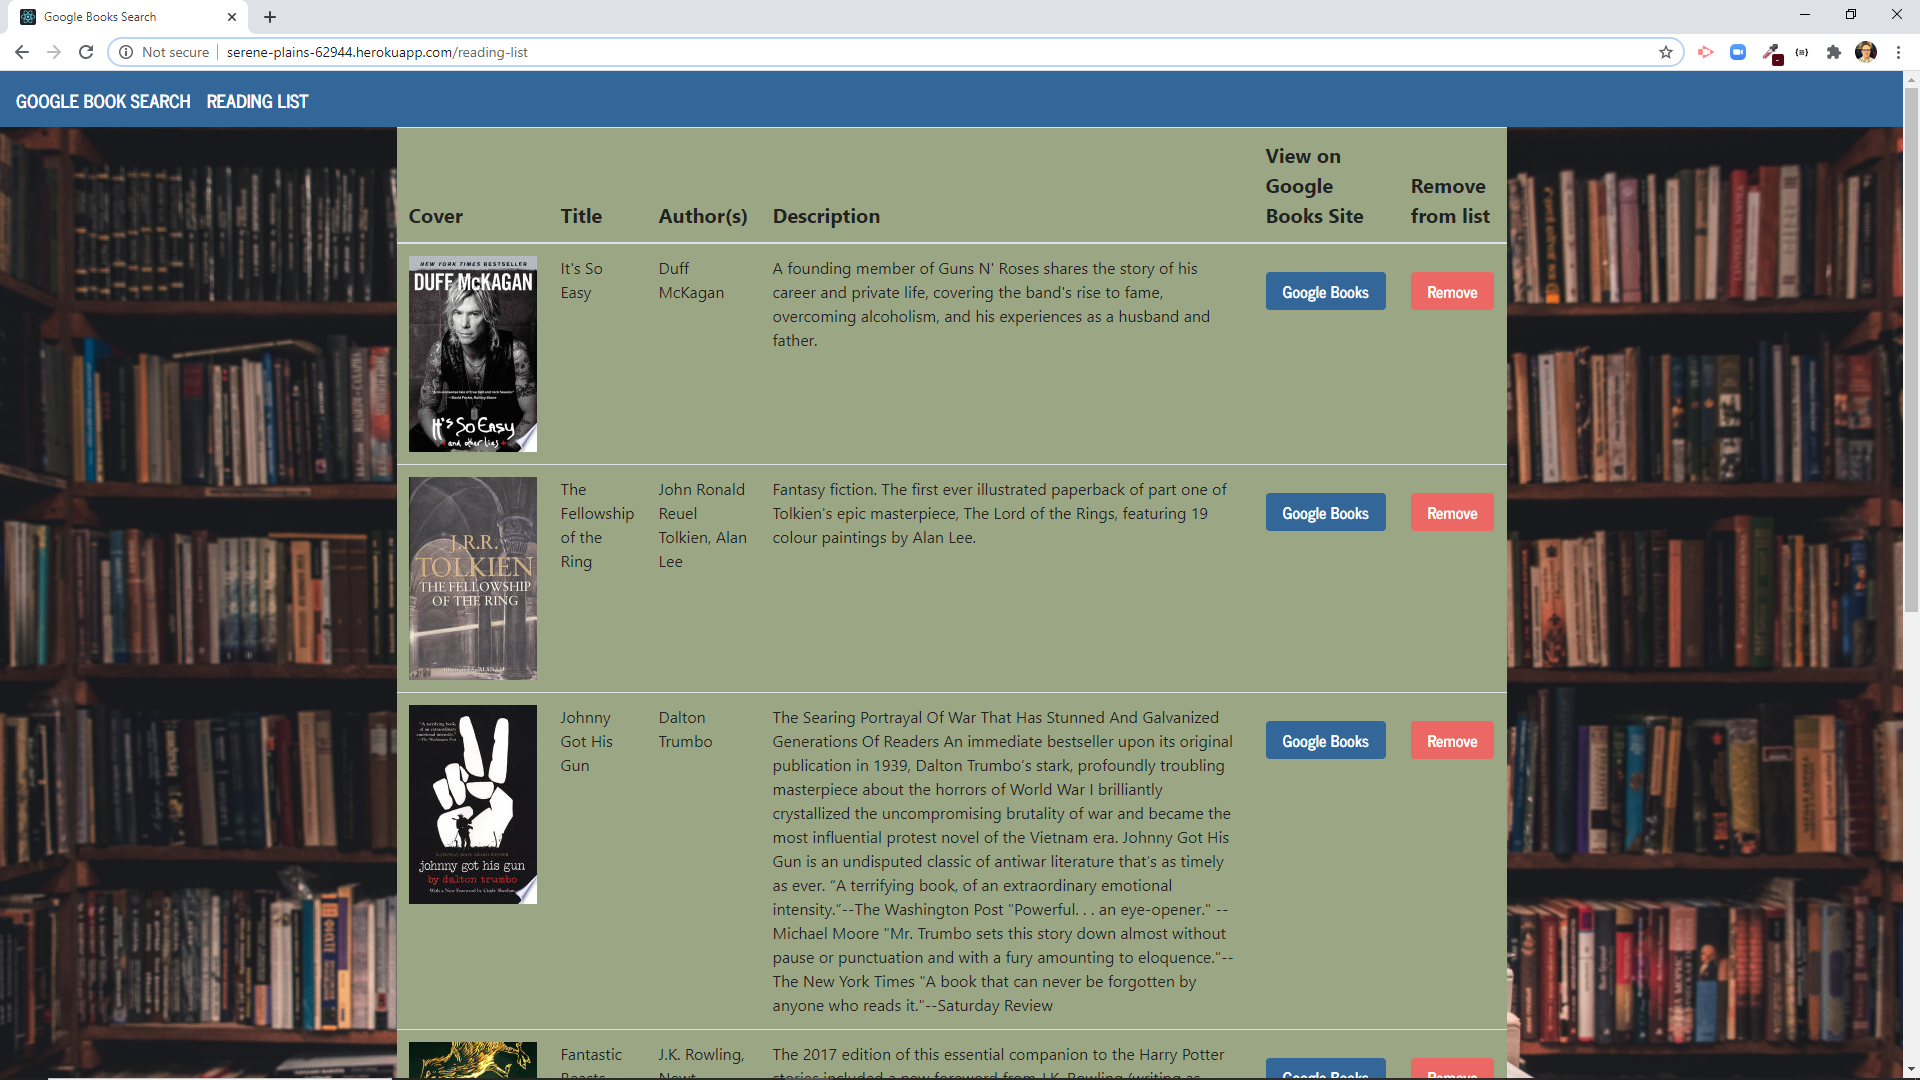 Google Books Search
Not secure
serene-plains-62944.herokuapp.com/reading-list
GOOGLE BOOK SEARCH
READING LIST
Cover
Title
Author(s)
Description
View on
Google
Books Site
Remove
from list
NEW YORK TIMES BESTSELLER
DUFF McKAGAN
It's So Easy
and other lies
It's So
Easy
Duff
McKagan
A founding member of Guns N' Roses shares the story of his
career and private life, covering the band's rise to fame,
overcoming alcoholism, and his experiences as a husband and
father.
Google Books
Remove
J.R.R.
TOLKIEN
THE FELLOWSHIP
OF THE RING
The
Fellowship
of the
Ring
John Ronald
Reuel
Tolkien, Alan
Lee
Fantasy fiction. The first ever illustrated paperback of part one of
Tolkien's epic masterpiece, The Lord of the Rings, featuring 19
colour paintings by Alan Lee.
Google Books
Remove
johnny got his gun
by dalton trumbo
Johnny
Got His
Gun
Dalton
Trumbo
The Searing Portrayal Of War That Has Stunned And Galvanized
Generations Of Readers An immediate bestseller upon its original
publication in 1939, Dalton Trumbo’s stark, profoundly troubling
masterpiece about the horrors of World War I brilliantly
crystallized the uncompromising brutality of war and became the
most influential protest novel of the Vietnam era. Johnny Got His
Gun is an undisputed classic of antiwar literature that’s as timely
as ever. “A terrifying book, of an extraordinary emotional
intensity.”--The Washington Post "Powerful. . . an eye-opener." --
Michael Moore "Mr. Trumbo sets this story down almost without
pause or punctuation and with a fury amounting to eloquence."--
The New York Times "A book that can never be forgotten by
anyone who reads it."--Saturday Review
Google Books
Remove
Fantastic
Beasts
J.K. Rowling,
Newt
The 2017 edition of this essential companion to the Harry Potter
stories included a new foreword from J.K. Rowling (writing as
Google Books
Remove